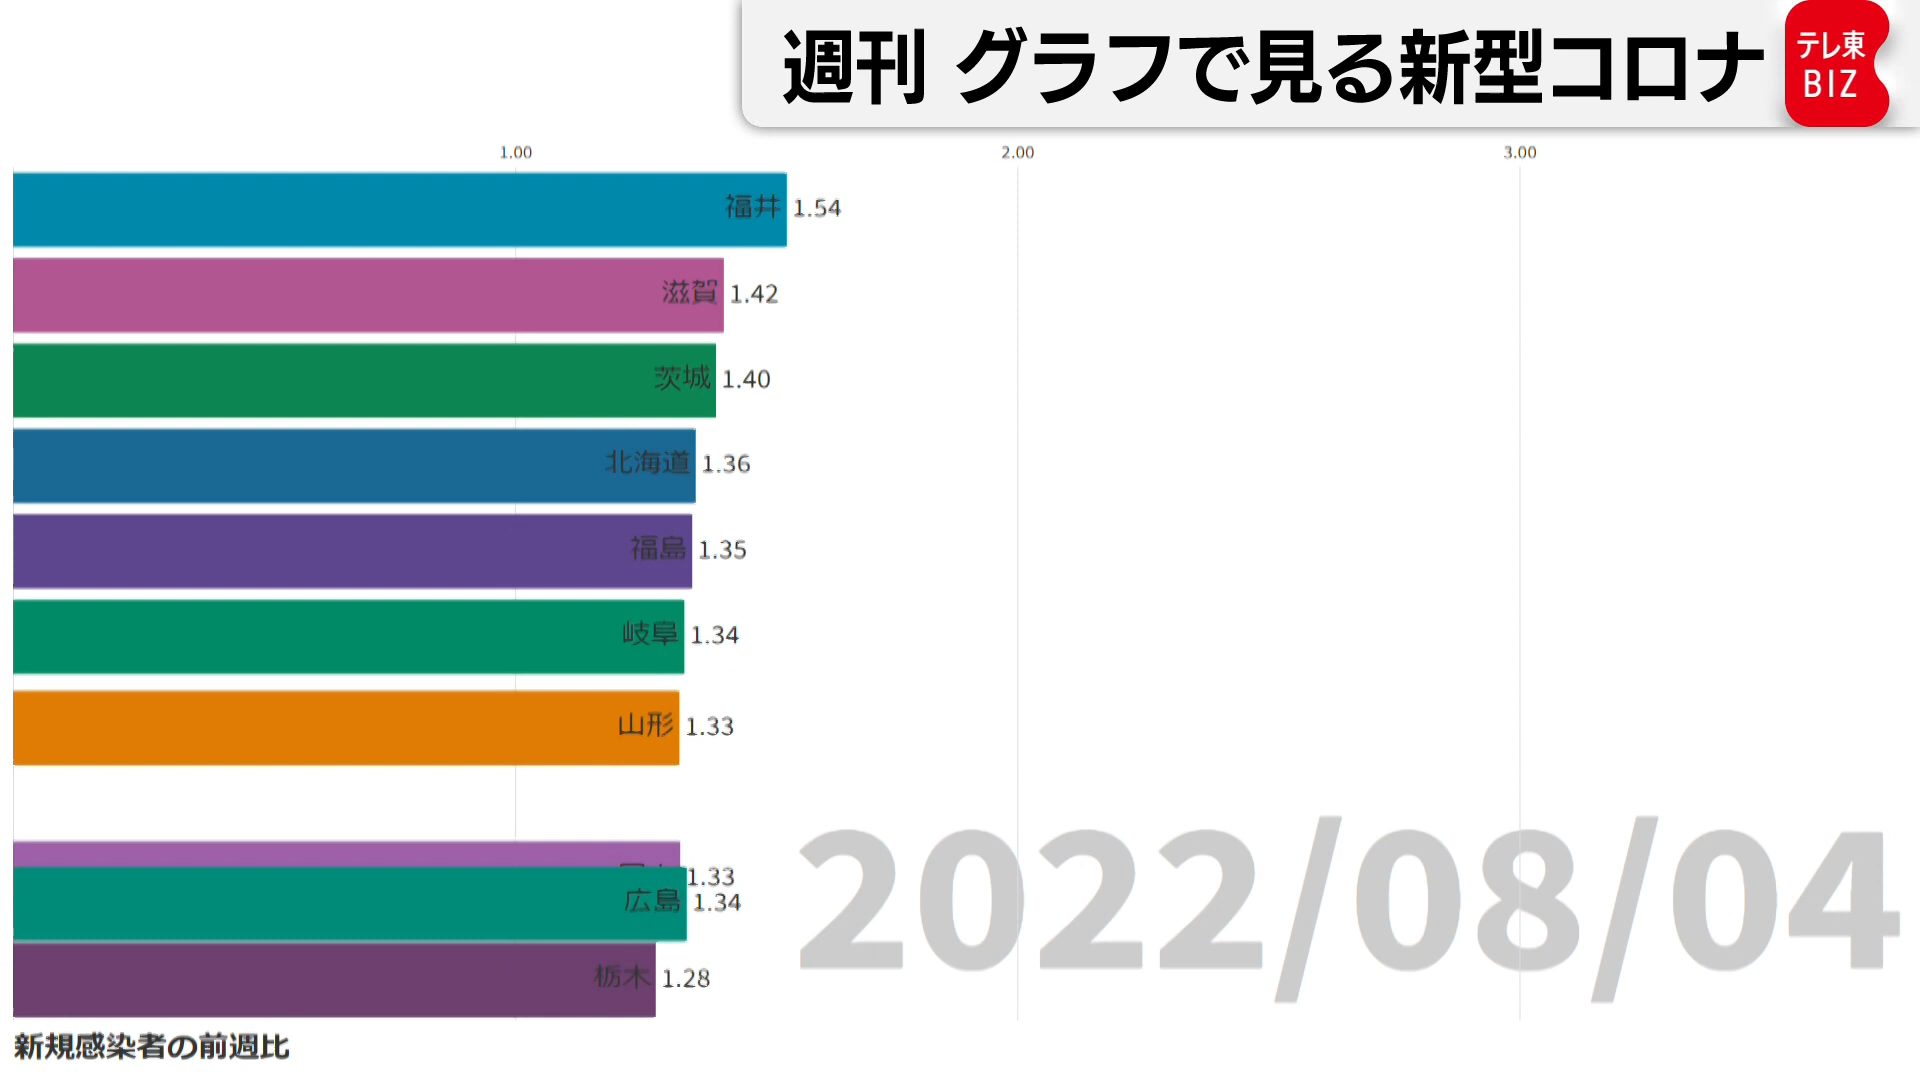 週刊 グラフで見る新型コロナ
テレ東
BIZ
1.00 2.00 3.00
福井 1.54
滋賀 1.42
茨城 1.40
北海道 1.36
福島 1.35
岐阜 1.34
山形 1.33
1.33
広島 1.34
栃木 1.28
2022/08/04
新規感染者の前週比